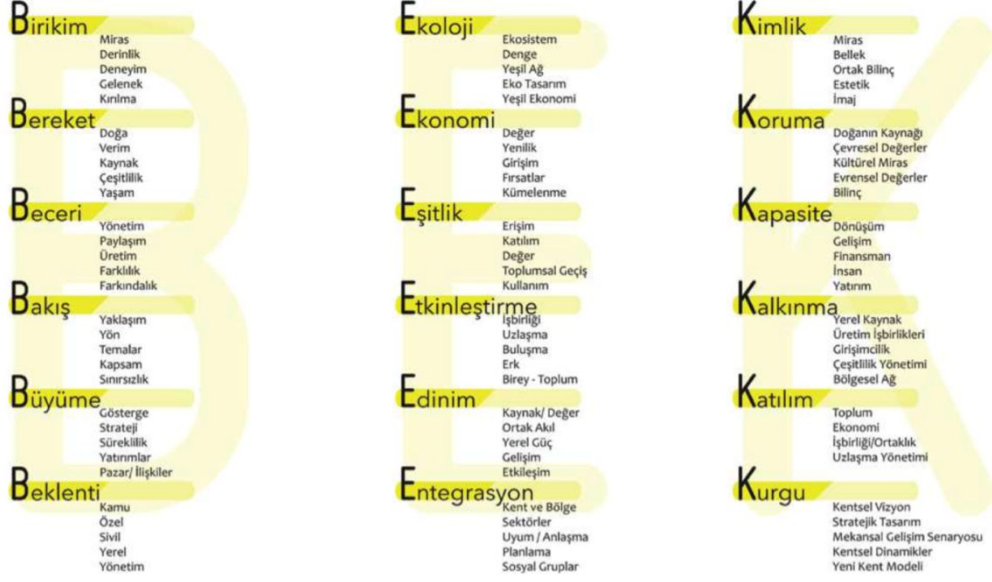 Birikim
Miras
Derinlik
Deneyim
Gelenek
Kırılma
Bereket
Doğa
Verim
Kaynak
Çeşitlilik
Yaşam
Beceri
Yönetim
Paylaşım
Üretim
Farklılık
Farkındalık
Bakış
Yaklaşım
Yön
Temalar
Kapsam
Sınırsızlık
Büyüme
Gösterge
Strateji
Süreklilik
Yatırımlar
Pazar/ İlişkiler
Beklenti
Kamu
Özel
Sivil
Yerel
Yönetim
Ekoloji
Ekosistem
Denge
Yeşil Ağ
Eko Tasarım
Yeşil Ekonomi
Ekonomi
Değer
Yenilik
Girişim
Fırsatlar
Kümelenme
Eşitlik
Erişim
Katılım
Değer
Toplumsal Geçiş
Kullanım
Etkinleştirme
İşbirliği
Uzlaşma
Buluşma
Erk
Birey - Toplum
Edinim
Kaynak/ Değer
Ortak Akıl
Yerel Güç
Gelişim
Etkileşim
Entegrasyon
Kent ve Bölge
Sektörler
Uyum / Anlaşma
Planlama
Sosyal Gruplar
Kimlik
Miras
Bellek
Ortak Bilinç
Estetik
İmaj
Koruma
Doğanın Kaynağı
Çevresel Değerler
Kültürel Miras
Evrensel Değerler
Bilinç
Kapasite
Dönüşüm
Gelişim
Finansman
İnsan
Yatırım
Kalkınma
Yerel Kaynak
Üretim İşbirlikleri
Girişimcilik
Çeşitlilik Yönetimi
Bölgesel Ağ
Katılım
Toplum
Ekonomi
İşbirliği/Ortaklık
Uzlaşma Yönetimi
Kurgu
Kentsel Vizyon
Stratejik Tasarım
Mekansal Gelişim Senaryosu
Kentsel Dinamikler
Yeni Kent Modeli